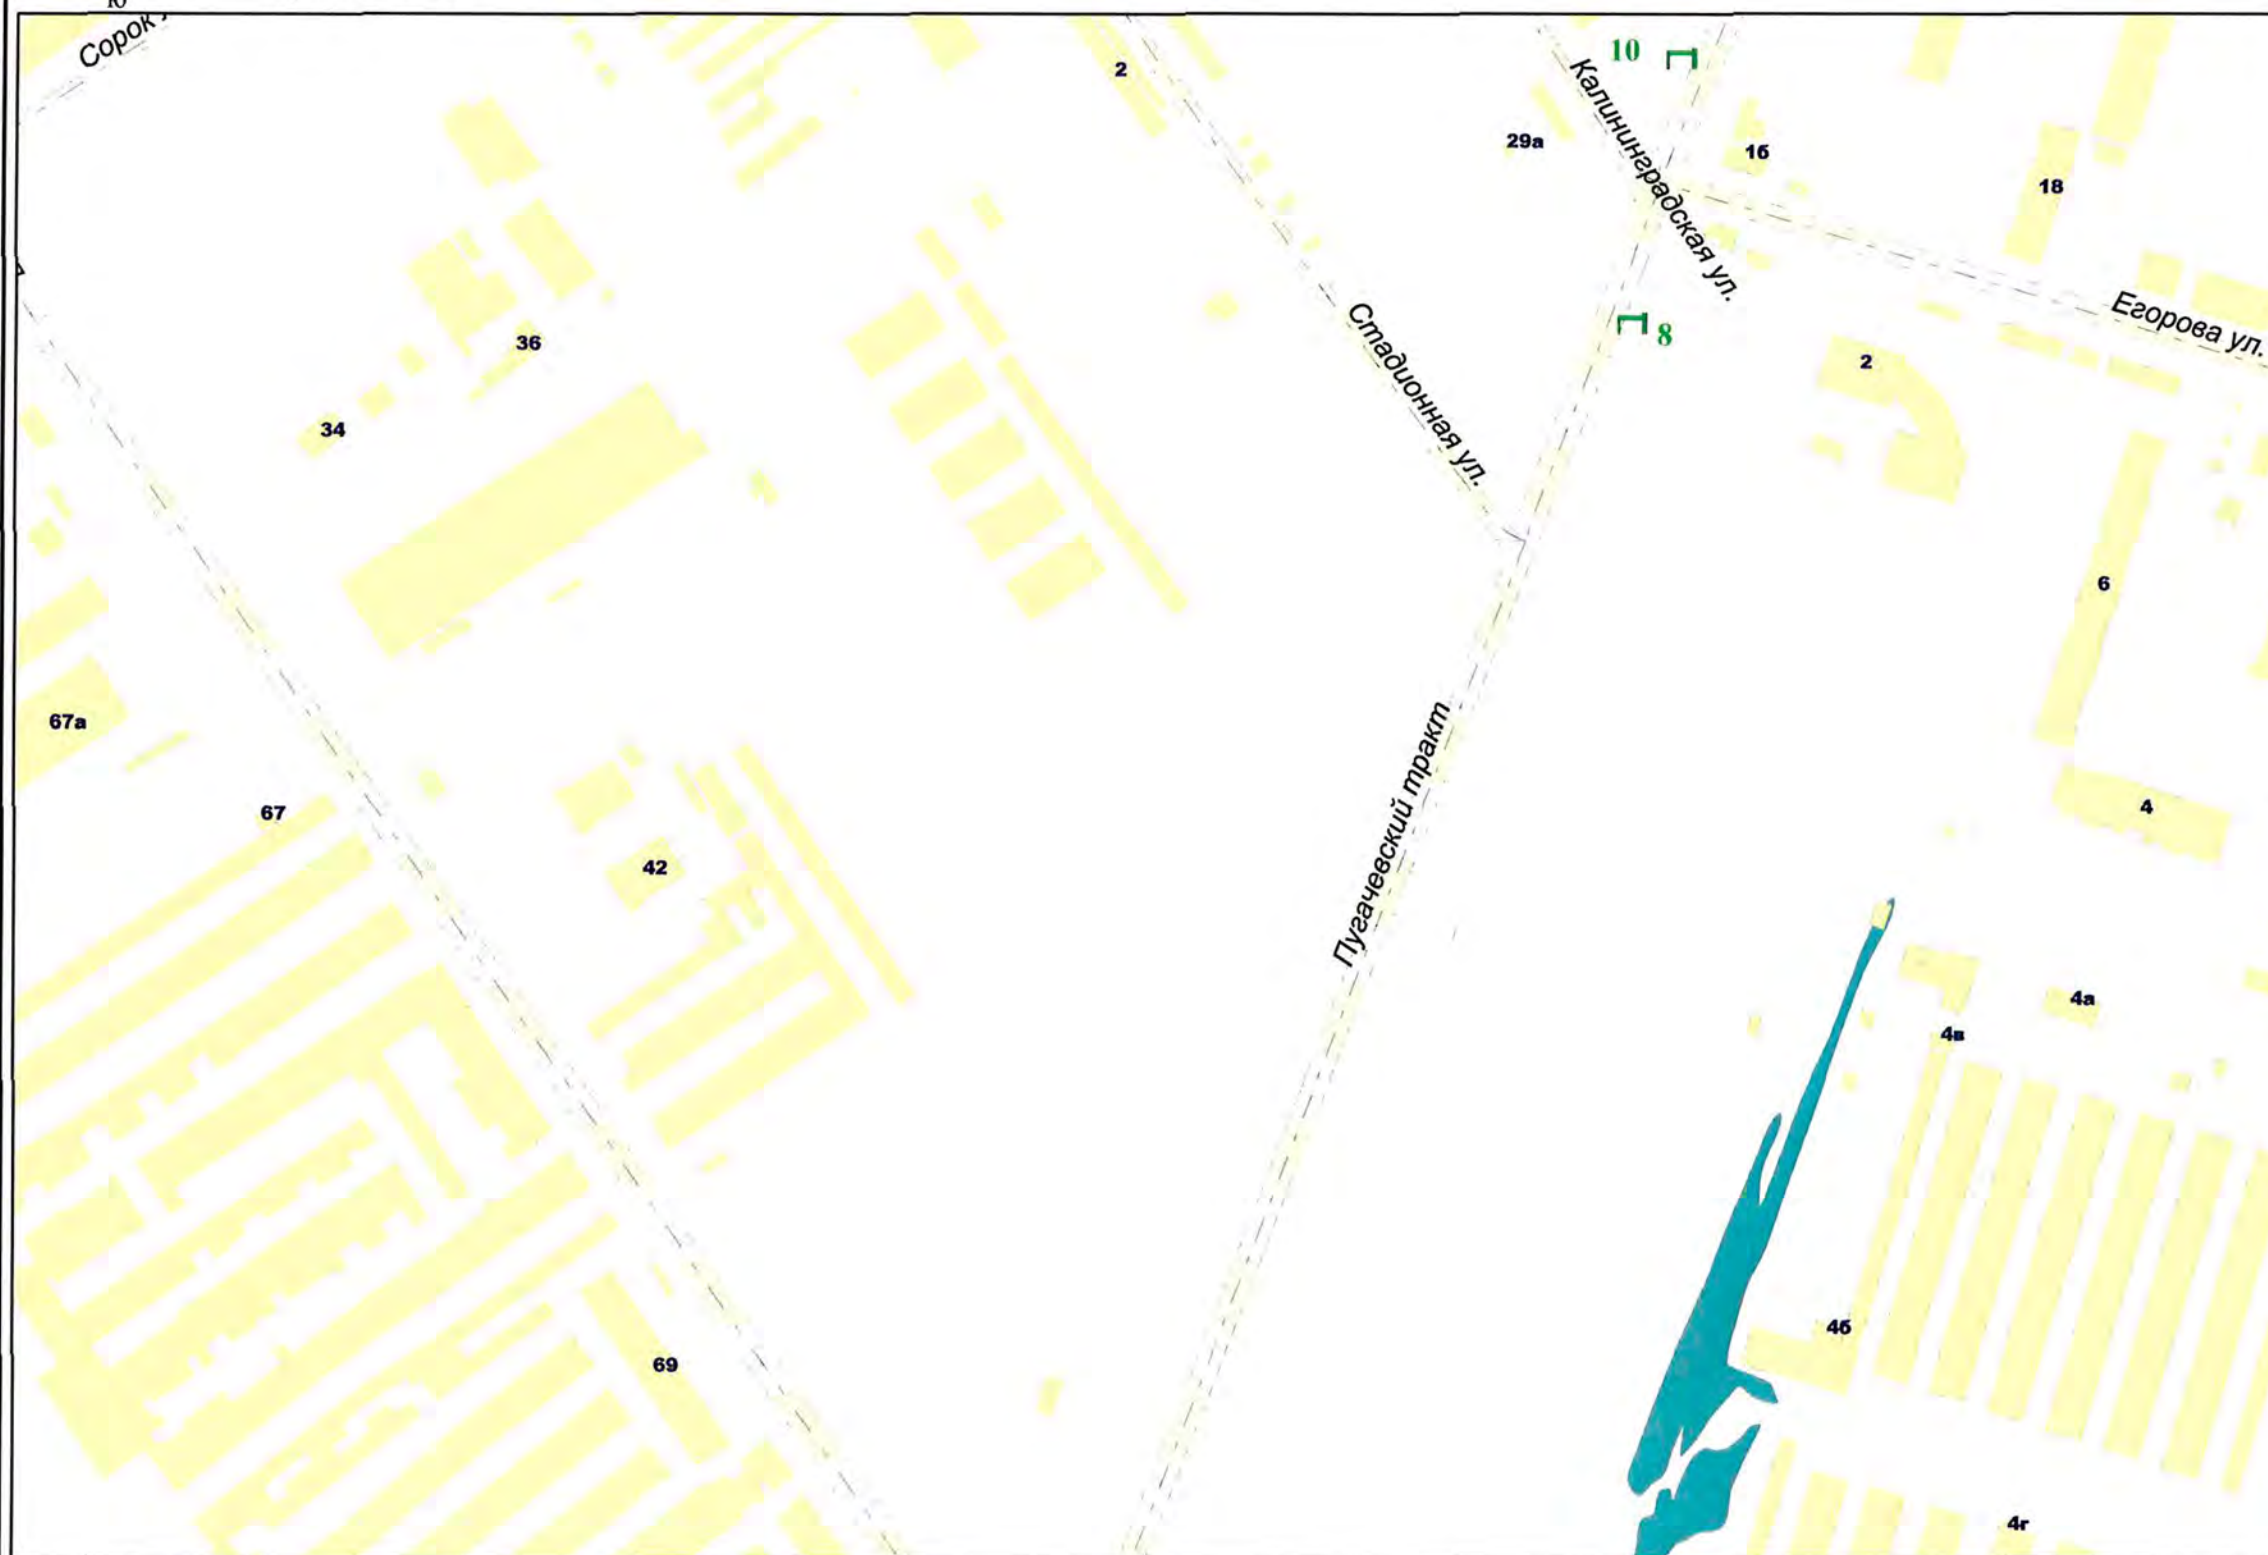 Сорок
2
10
Калининградская ул.
29а
16
18
Стадионная ул.
8
Егорова ул.
36
2
34
6
67а
Пугачевский тракт
67
4
42
4а
4в
4б
69
4г